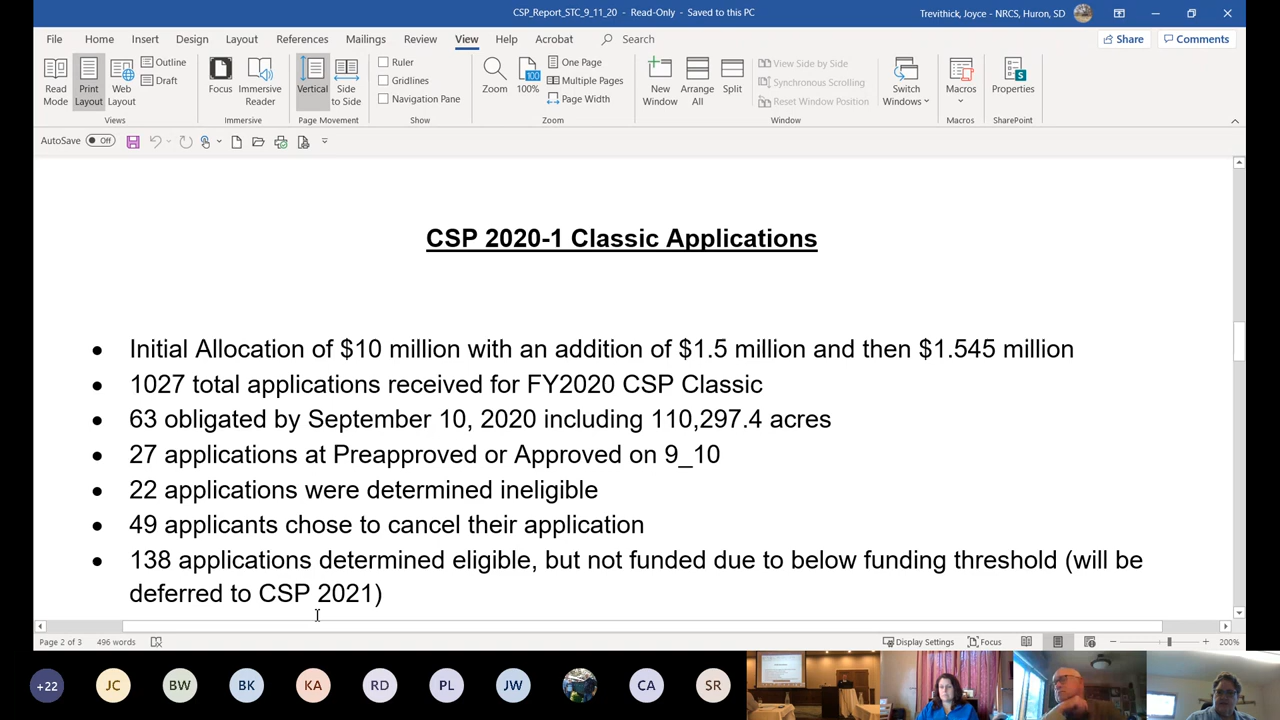 CSP_Report_STC_9_11_20 - Read-Only - Saved to this PC
Trevithick, Joyce - NRCS, Huron, SD
File Home Insert Design Layout References Mailings Review View Help Acrobat Search Share Comments
Read Mode
Print Layout
Web Layout
Outline
Draft
Views
Focus
Immersive Reader
Immersive
Vertical
Side to Side
Page Movement
Ruler
Gridlines
Navigation Pane
Show
Zoom
100
100%
One Page
Multiple Pages
Page Width
Zoom
New Window
Arrange All
Split
View Side by Side
Synchronous Scrolling
Reset Window Position
Switch Windows
Window
Macros
Macros
Properties
SharePoint
AutoSave Off
CSP 2020-1 Classic Applications
• Initial Allocation of $10 million with an addition of $1.5 million and then $1.545 million
• 1027 total applications received for FY2020 CSP Classic
• 63 obligated by September 10, 2020 including 110,297.4 acres
• 27 applications at Preapproved or Approved on 9_10
• 22 applications were determined ineligible
• 49 applicants chose to cancel their application
• 138 applications determined eligible, but not funded due to below funding threshold (will be
deferred to CSP 2021)
Page 2 of 3 496 words Display Settings Focus 200%
+22 JC BW BK KA RD PL JW CA SR